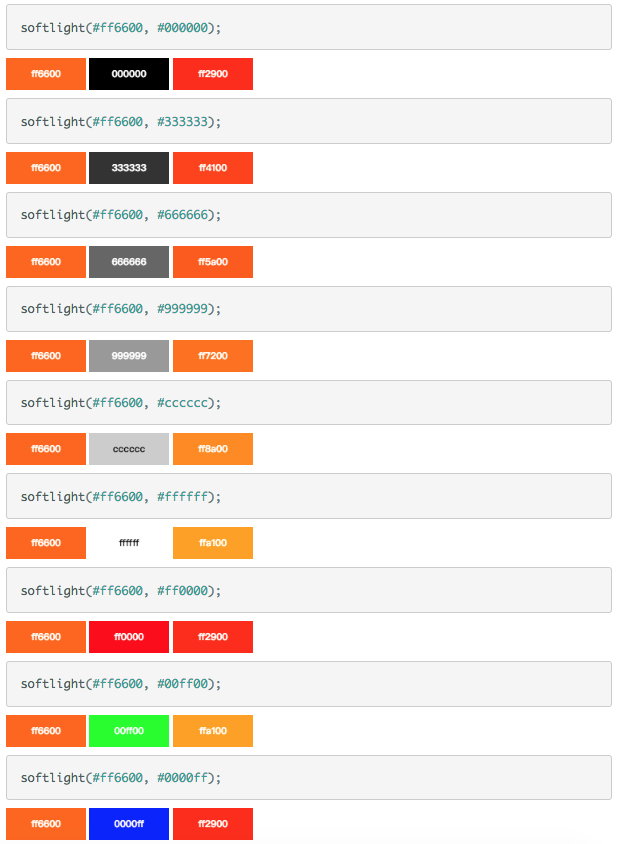 softlight(#ff6600, #000000);
ff6600 000000 ff2900
softlight(#ff6600, #333333);
ff6600 333333 ff4100
softlight(#ff6600, #666666);
ff6600 666666 ff5a00
softlight(#ff6600, #999999);
ff6600 999999 ff7200
softlight(#ff6600, #cccccc);
ff6600 cccccc ff8a00
softlight(#ff6600, #ffffff);
ff6600 ffffff ffa100
softlight(#ff6600, #ff0000);
ff6600 ff0000 ff2900
softlight(#ff6600, #00ff00);
ff6600 00ff00 ffa100
softlight(#ff6600, #0000ff);
ff6600 0000ff ff2900